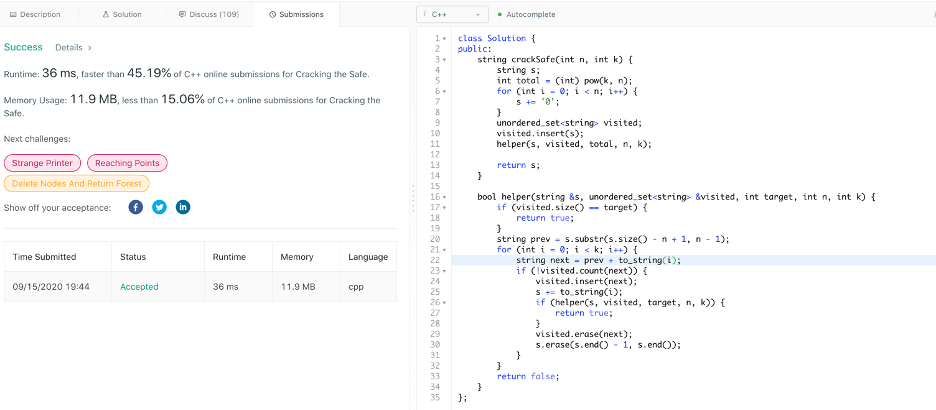 Description Solution Discuss (109) Submissions
Success Details >
Runtime: 36 ms, faster than 45.19% of C++ online submissions for Cracking the Safe.
Memory Usage: 11.9 MB, less than 15.06% of C++ online submissions for Cracking the
Safe.
Next challenges:
Strange Printer Reaching Points
Delete Nodes And Return Forest
Show off your acceptance:
Time Submitted Status Runtime Memory Language
09/15/2020 19:44 Accepted 36 ms 11.9 MB cpp
i C++ Autocomplete
1 class Solution {
2 public:
3 string crackSafe(int n, int k) {
4 string s;
5 int total = (int) pow(k, n);
6 for (int i = 0; i < n; i++) {
7 s += '0';
8 }
9 unordered_set<string> visited;
10 visited.insert(s);
11 helper(s, visited, total, n, k);
12
13 return s;
14 }
15
16 bool helper(string &s, unordered_set<string> &visited, int target, int n, int k) {
17 if (visited.size() == target) {
18 return true;
19 }
20 string prev = s.substr(s.size() - n + 1, n - 1);
21 for (int i = 0; i < k; i++) {
22 string next = prev + to_string(i);
23 if (!visited.count(next)) {
24 visited.insert(next);
25 s += to_string(i);
26 if (helper(s, visited, target, n, k)) {
27 return true;
28 }
29 visited.erase(next);
30 s.erase(s.end() - 1, s.end());
31 }
32 }
33 return false;
34 }
35 };